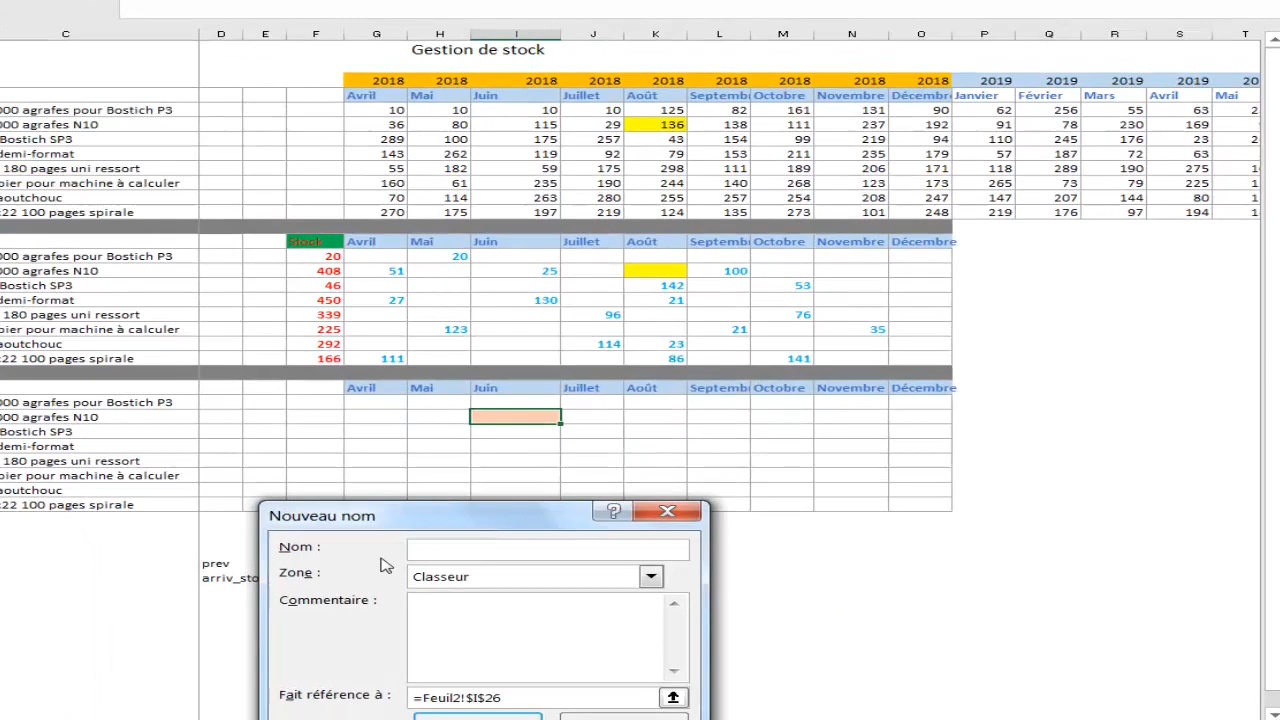 C D E F G H I J K L M N O P Q R S T
Gestion de stock
2018 2018 2018 2018 2018 2018 2018 2018 2018 2019 2019 2019 2019 20
Avril Mai Juin Juillet Août Septemb Octobre Novembre Décembre Janvier Février Mars Avril Mai
000 agrafes pour Bostich P3 10 10 10 10 125 82 161 131 90 62 256 55 63 2
000 agrafes N10 36 80 115 29 136 138 111 237 192 91 78 230 169
Bostich SP3 289 100 175 257 43 154 99 219 94 110 245 176 23 2
demi-format 143 262 119 92 79 153 211 235 179 57 187 72 63
180 pages uni ressort 55 182 59 175 298 111 189 206 171 118 289 190 275 10
pier pour machine à calculer 160 61 235 190 244 140 268 123 173 265 73 79 225 1
aoutchouc 70 114 263 280 255 257 254 208 247 147 207 144 80 1
x22 100 pages spirale 270 175 197 219 124 135 273 101 248 219 176 97 194 1
Stock Avril Mai Juin Juillet Août Septemb Octobre Novembre Décembre
000 agrafes pour Bostich P3 20 20
000 agrafes N10 408 51 25 100
Bostich SP3 46 142 53
demi-format 450 27 130 21
180 pages uni ressort 339 96 76
pier pour machine à calculer 225 123 21 35
aoutchouc 292 114 23
:22 100 pages spirale 166 111 86 141
Avril Mai Juin Juillet Août Septemb Octobre Novembre Décembre
000 agrafes pour Bostich P3
000 agrafes N10
Bostich SP3
demi-format
180 pages uni ressort
pier pour machine à calculer
aoutchouc
:22 100 pages spirale
prev
arriv_sto
Nouveau nom
Nom :
Zone : Classeur
Commentaire :
Fait référence à : =Feuil2!$I$26